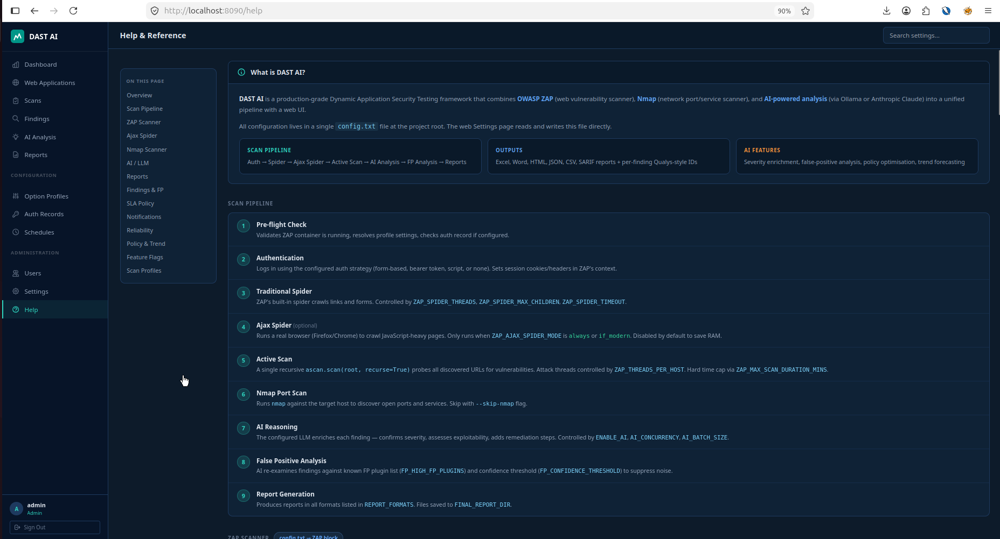 http://localhost:8090/help
90%
DAST AI
Dashboard
Web Applications
Scans
Findings
AI Analysis
Reports
CONFIGURATION
Option Profiles
Auth Records
Schedules
ADMINISTRATION
Users
Settings
Help
A
admin
Admin
Sign Out
Help & Reference
Search settings...
ON THIS PAGE
Overview
Scan Pipeline
ZAP Scanner
Ajax Spider
Nmap Scanner
AI / LLM
Reports
Findings & FP
SLA Policy
Notifications
Reliability
Policy & Trend
Feature Flags
Scan Profiles
What is DAST AI?
DAST AI is a production-grade Dynamic Application Security Testing framework that combines OWASP ZAP (web vulnerability scanner), Nmap (network port/service scanner), and AI-powered analysis (via Ollama or Anthropic Claude) into a unified
pipeline with a web UI.
All configuration lives in a single config.txt file at the project root. The web Settings page reads and writes this file directly.
SCAN PIPELINE
Auth → Spider → Ajax Spider → Active Scan → AI Analysis → FP Analysis → Reports
OUTPUTS
Excel, Word, HTML, JSON, CSV, SARIF reports + per-finding Qualys-style IDs
AI FEATURES
Severity enrichment, false-positive analysis, policy optimisation, trend forecasting
SCAN PIPELINE
1
Pre-flight Check
Validates ZAP container is running, resolves profile settings, checks auth record if configured.
2
Authentication
Logs in using the configured auth strategy (form-based, bearer token, script, or none). Sets session cookies/headers in ZAP's context.
3
Traditional Spider
ZAP's built-in spider crawls links and forms. Controlled by ZAP_SPIDER_THREADS, ZAP_SPIDER_MAX_CHILDREN, ZAP_SPIDER_TIMEOUT.
4
Ajax Spider (optional)
Runs a real browser (Firefox/Chrome) to crawl JavaScript-heavy pages. Only runs when ZAP_AJAX_SPIDER_MODE is always or if_modern. Disabled by default to save RAM.
5
Active Scan
A single recursive ascan.scan(root, recurse=True) probes all discovered URLs for vulnerabilities. Attack threads controlled by ZAP_THREADS_PER_HOST. Hard time cap via ZAP_MAX_SCAN_DURATION_MINS.
6
Nmap Port Scan
Runs nmap against the target host to discover open ports and services. Skip with --skip-nmap flag.
7
AI Reasoning
The configured LLM enriches each finding — confirms severity, assesses exploitability, adds remediation steps. Controlled by ENABLE_AI, AI_CONCURRENCY, AI_BATCH_SIZE.
8
False Positive Analysis
AI re-examines findings against known FP plugin list (FP_HIGH_FP_PLUGINS) and confidence threshold (FP_CONFIDENCE_THRESHOLD) to suppress noise.
9
Report Generation
Produces reports in all formats listed in REPORT_FORMATS. Files saved to FINAL_REPORT_DIR.
ZAP SCANNER config.txt → ZAP block